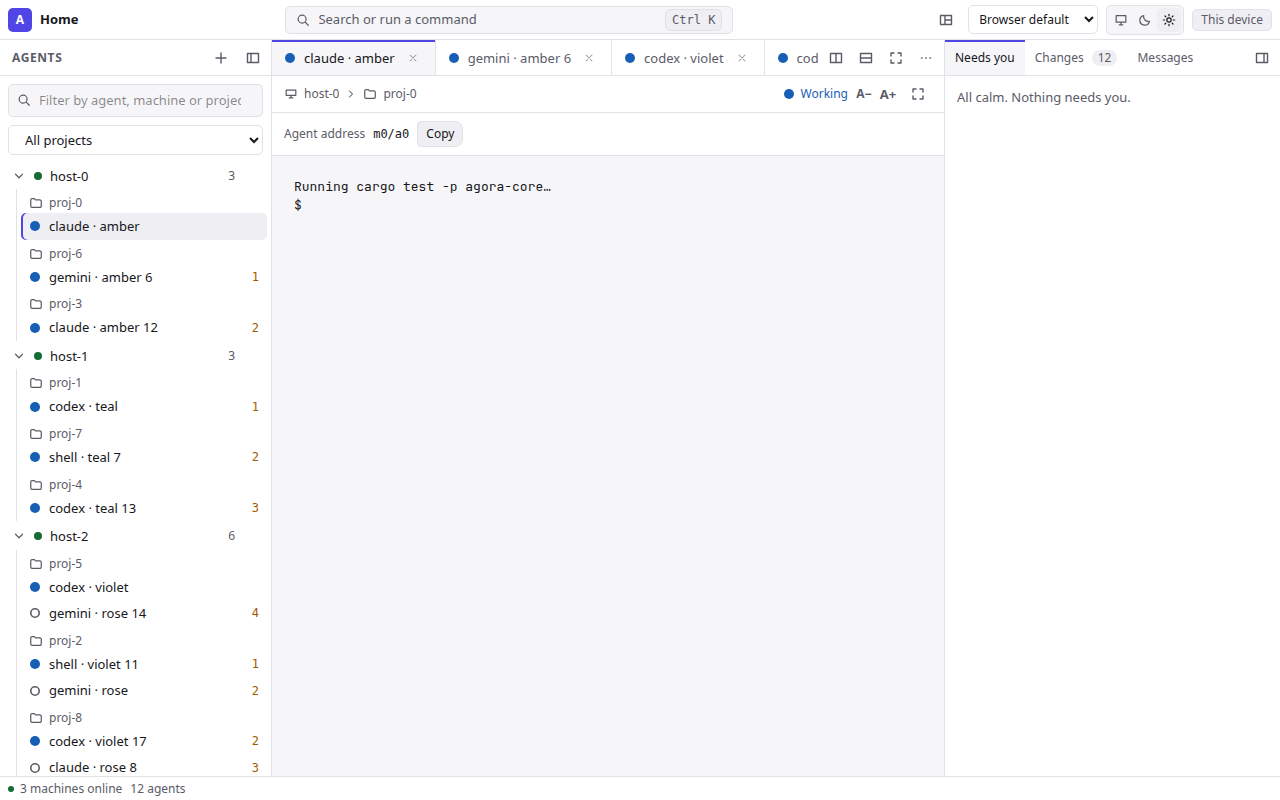 A Home
Search or run a command Ctrl K
Browser default
This device
AGENTS
Filter by agent, machine or projec
All projects
host-0 3
proj-0
claude · amber
proj-6
gemini · amber 6 1
proj-3
claude · amber 12 2
host-1 3
proj-1
codex · teal 1
proj-7
shell · teal 7 2
proj-4
codex · teal 13 3
host-2 6
proj-5
codex · violet
gemini · rose 14 4
proj-2
shell · violet 11 1
gemini · rose 2
proj-8
codex · violet 17 2
claude · rose 8 3
claude · amber
gemini · amber 6
codex · violet
cod
host-0 > proj-0
Working A− A+
Agent address m0/a0 Copy
Running cargo test -p agora-core…
$
Needs you
Changes 12
Messages
All calm. Nothing needs you.
3 machines online 12 agents